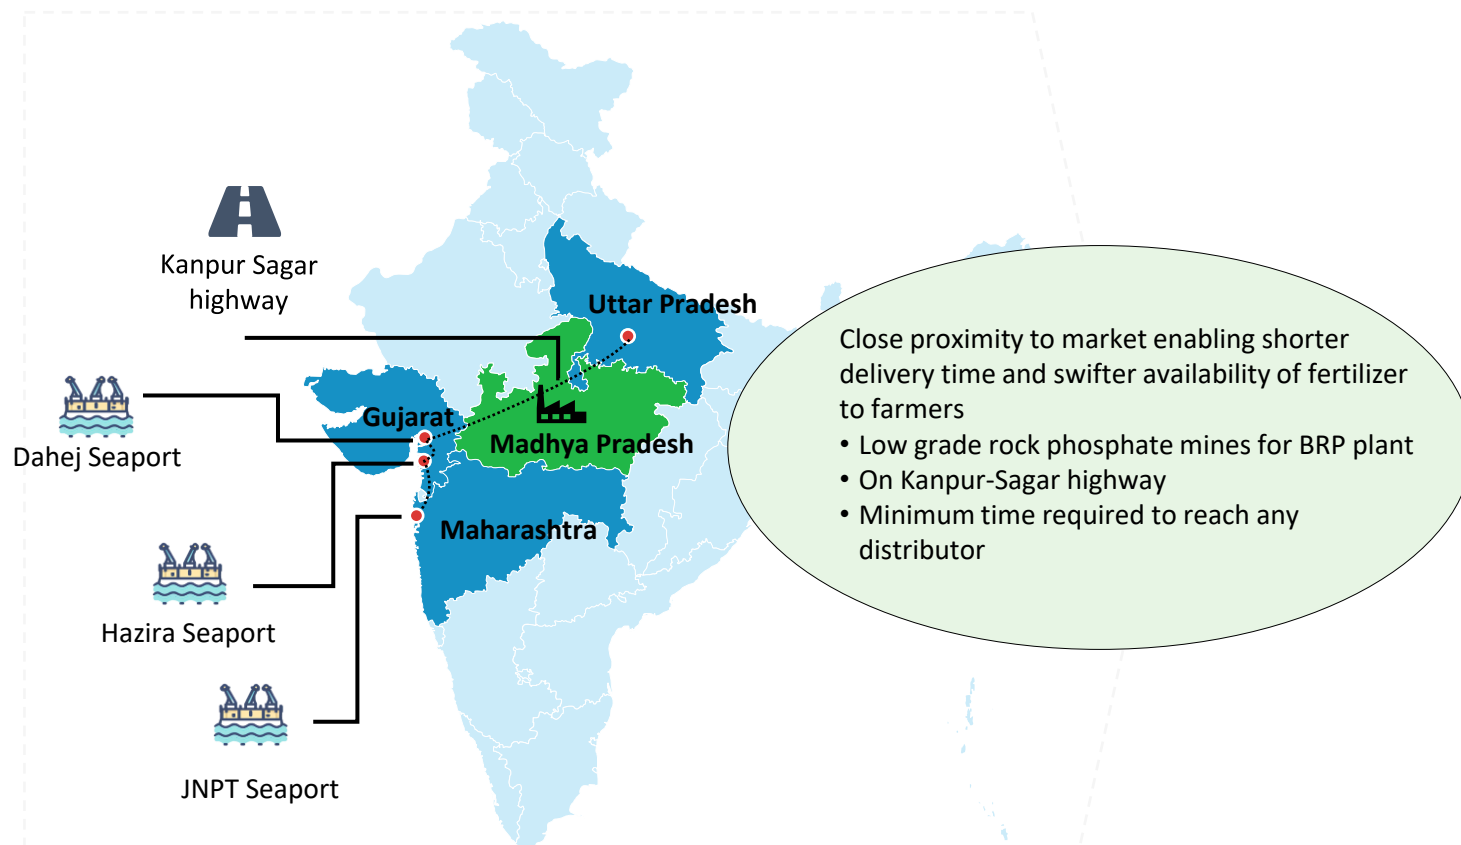 Kanpur Sagar
highway
Uttar Pradesh
Gujarat
Madhya Pradesh
Dahej Seaport
Maharashtra
Hazira Seaport
JNPT Seaport
Close proximity to market enabling shorter
delivery time and swifter availability of fertilizer
to farmers
• Low grade rock phosphate mines for BRP plant
• On Kanpur-Sagar highway
• Minimum time required to reach any
distributor